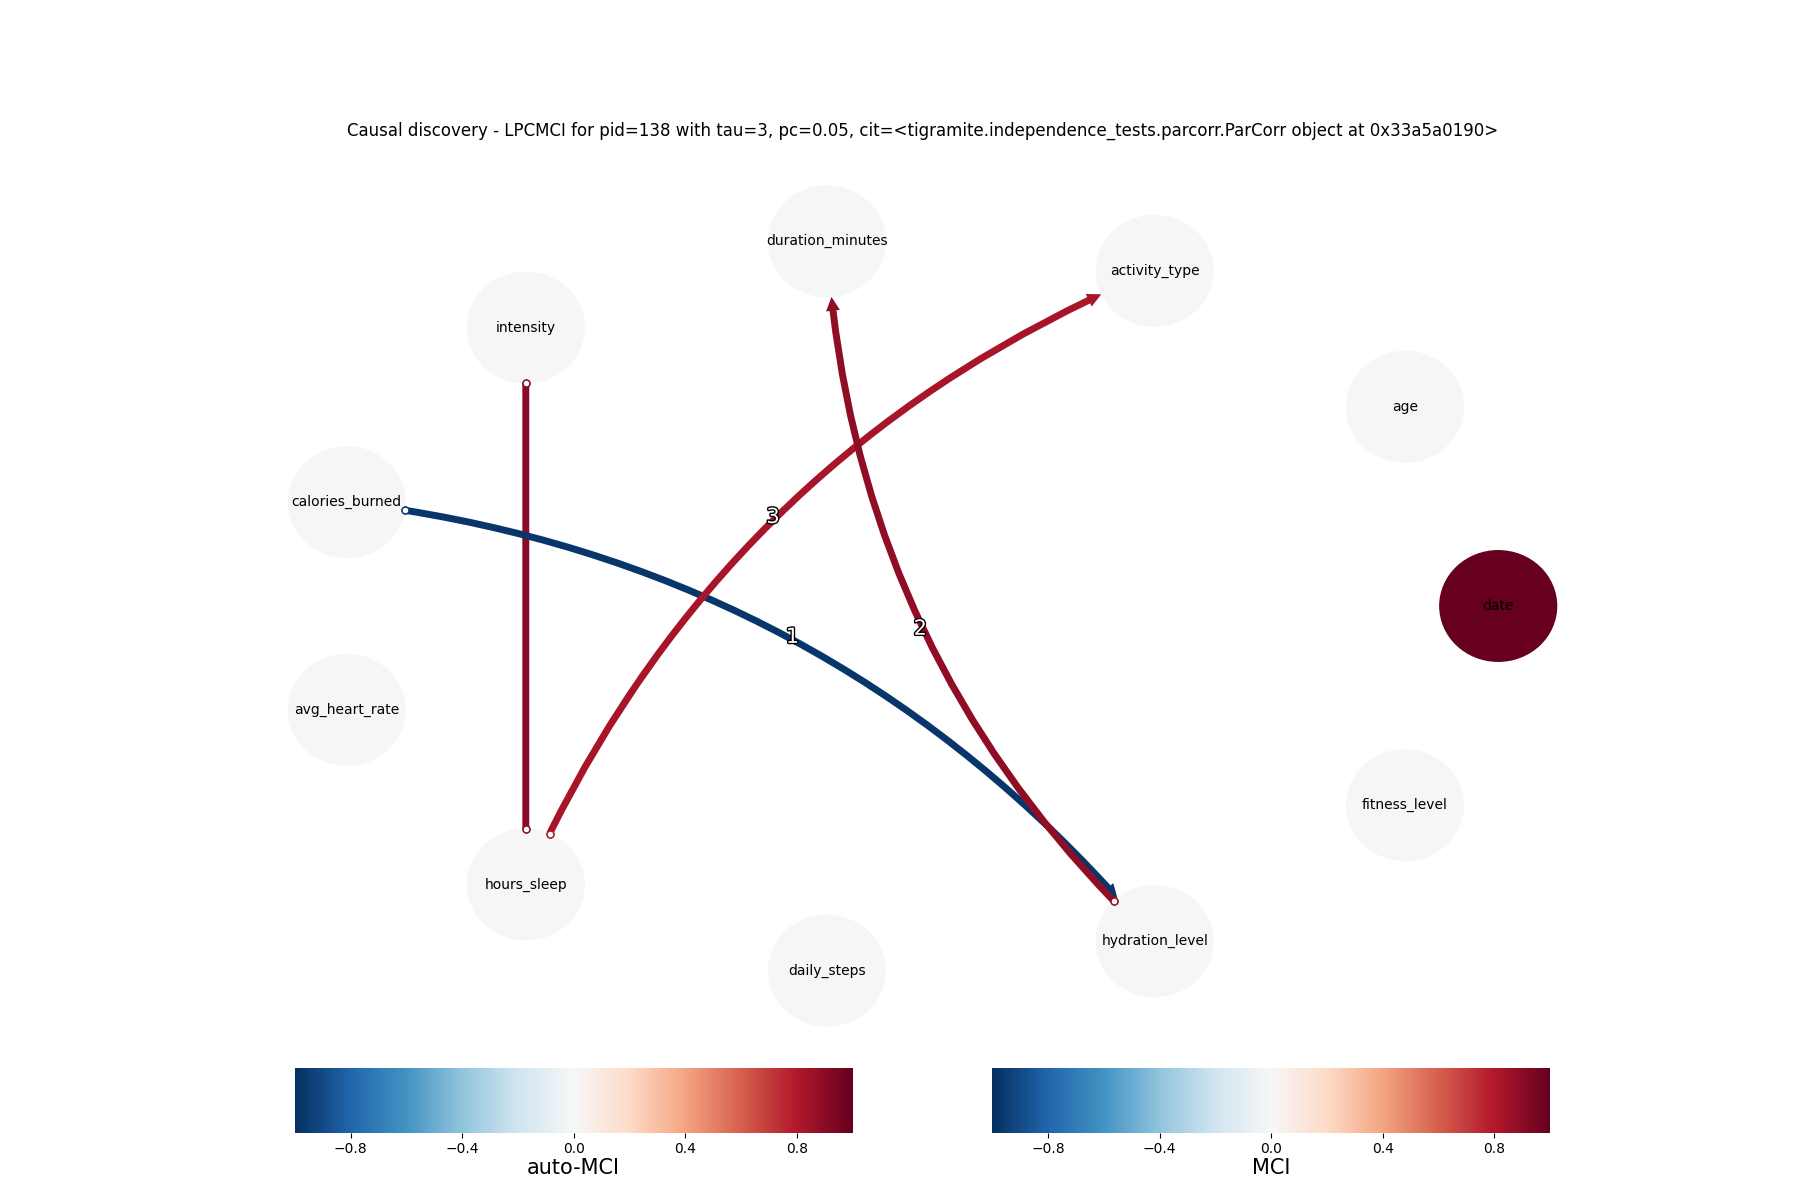 Causal discovery - LPCMCI for pid=138 with tau=3, pc=0.05, cit=<tigramite.independence_tests.parcorr.ParCorr object at 0x33a5a0190>
duration_minutes
activity_type
intensity
age
calories_burned
3
date
2
1
avg_heart_rate
fitness_level
hours_sleep
hydration_level
daily_steps
−0.8 −0.4 0.0 0.4 0.8
auto-MCI
−0.8 −0.4 0.0 0.4 0.8
MCI